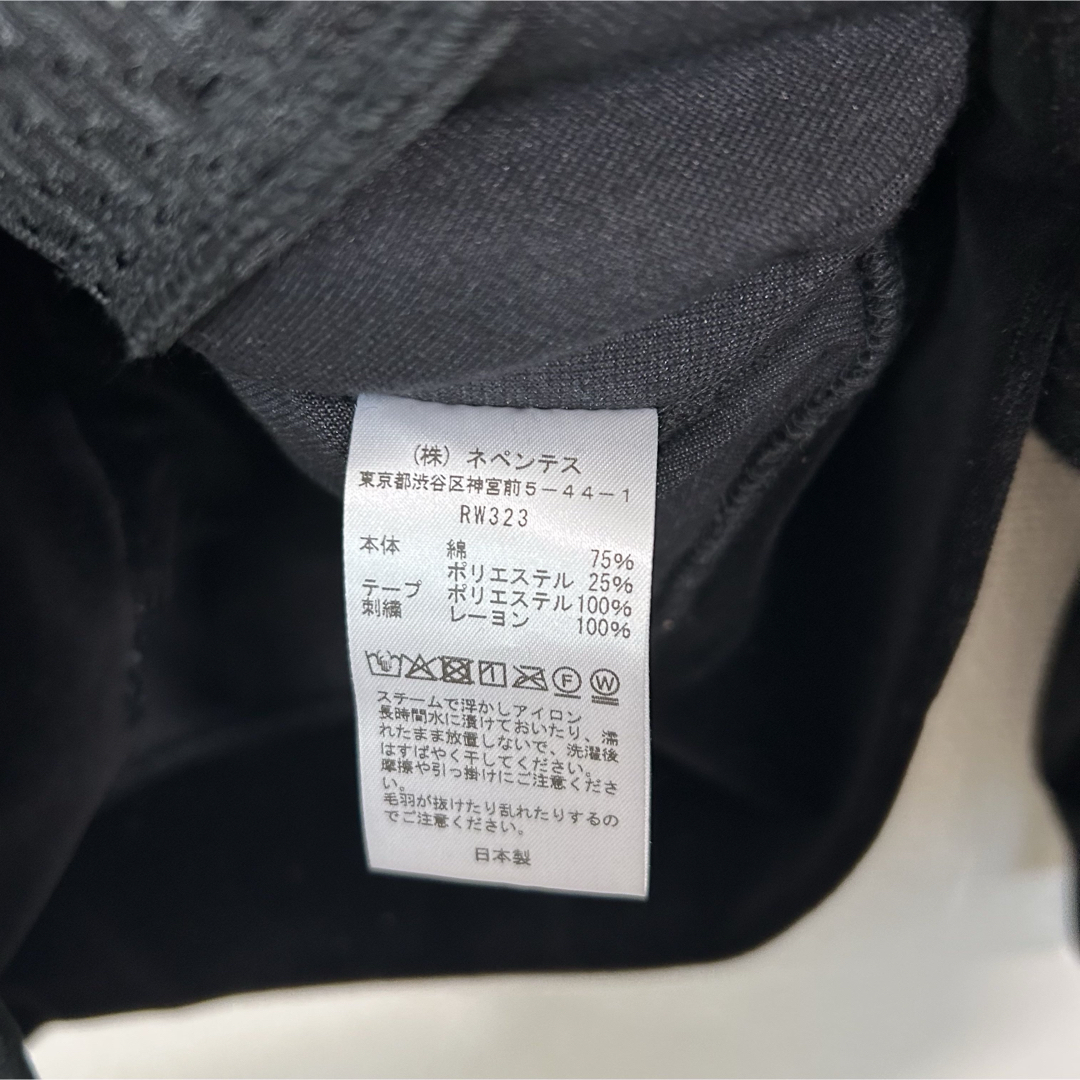 (株) ネペンテス
東京都渋谷区神宮前5-44-1
RW323
本体 綿 75%
ポリエステル 25%
テープ ポリエステル100%
刺繍 レーヨン 100%
F W
スチームで浮かしアイロン
長時間水に漬けておいたり、濡
れたまま放置しないで、洗濯後
はすばやく干してください。
摩擦や引っ掛けにご注意くださ
い。
毛羽が抜けたり乱れたりするの
でご注意ください。
日本製